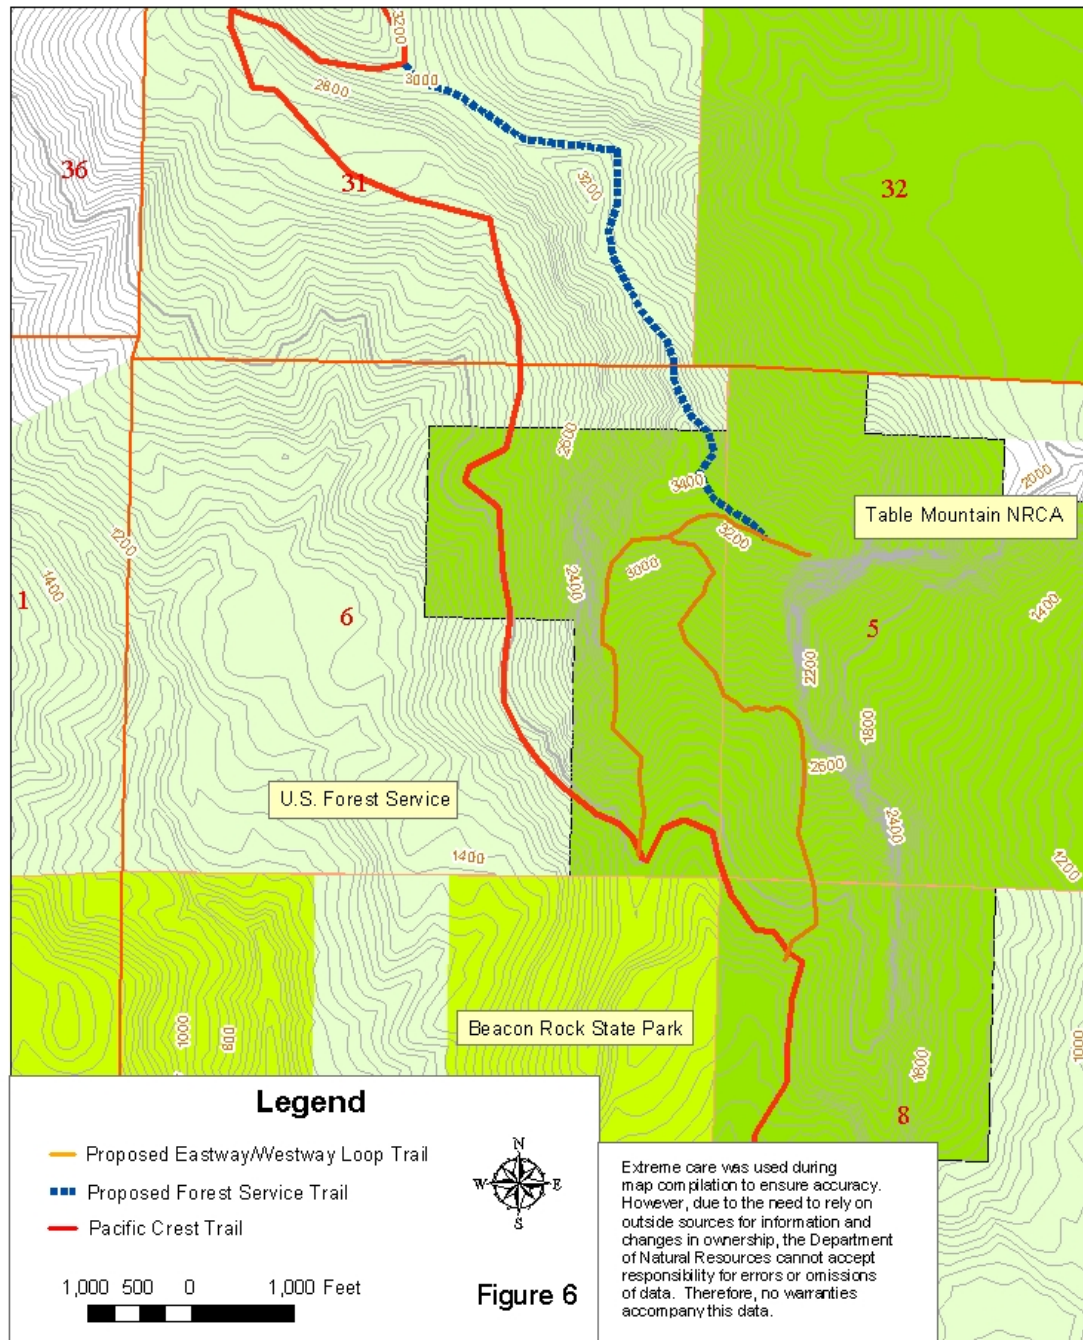 3200
3000
2600
36
31
3200
32
2600
3400
2000
Table Mountain NRCA
3200
1200
1400
3000
2400
1400
1
6
5
2200
1800
2600
U.S. Forest Service
2400
1400
1200
Beacon Rock State Park
1000
800
1000
1600
8
Legend
Proposed Eastway/Westway Loop Trail
Proposed Forest Service Trail
Pacific Crest Trail
N
W
E
S
1,000 500 0 1,000 Feet
Figure 6
Extreme care was used during
map compilation to ensure accuracy.
However, due to the need to rely on
outside sources for information and
changes in ownership, the Department
of Natural Resources cannot accept
responsibility for errors or omissions
of data. Therefore, no warranties
accompany this data.